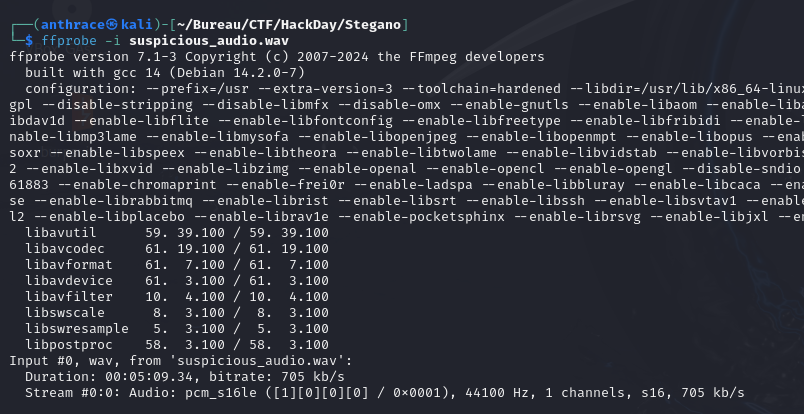 ┌──(anthrace㉿kali)-[~/Bureau/CTF/HackDay/Stegano]
└─$ ffprobe -i suspicious_audio.wav
ffprobe version 7.1-3 Copyright (c) 2007-2024 the FFmpeg developers
  built with gcc 14 (Debian 14.2.0-7)
  configuration: --prefix=/usr --extra-version=3 --toolchain=hardened --libdir=/usr/lib/x86_64-linux
gpl --disable-stripping --disable-libmfx --disable-omx --enable-gnutls --enable-libaom --enable-liba
ibdav1d --enable-libflite --enable-libfontconfig --enable-libfreetype --enable-libfribidi --enable-
nable-libmp3lame --enable-libmysofa --enable-libopenjpeg --enable-libopenmpt --enable-libopus --ena
soxr --enable-libspeex --enable-libtheora --enable-libtwolame --enable-libvidstab --enable-libvorbis
2 --enable-libxvid --enable-libzimg --enable-openal --enable-opencl --enable-opengl --disable-sndio
61883 --enable-chromaprint --enable-frei0r --enable-ladspa --enable-libbluray --enable-libcaca --ena
se --enable-librabbitmq --enable-librist --enable-libsrt --enable-libssh --enable-libsvtav1 --enable
l2 --enable-libplacebo --enable-librav1e --enable-pocketsphinx --enable-librsvg --enable-libjxl --en
  libavutil      59. 39.100 / 59. 39.100
  libavcodec     61. 19.100 / 61. 19.100
  libavformat    61.  7.100 / 61.  7.100
  libavdevice    61.  3.100 / 61.  3.100
  libavfilter    10.  4.100 / 10.  4.100
  libswscale      8.  3.100 /  8.  3.100
  libswresample   5.  3.100 /  5.  3.100
  libpostproc    58.  3.100 / 58.  3.100
Input #0, wav, from 'suspicious_audio.wav':
  Duration: 00:05:09.34, bitrate: 705 kb/s
  Stream #0:0: Audio: pcm_s16le ([1][0][0][0] / 0x0001), 44100 Hz, 1 channels, s16, 705 kb/s